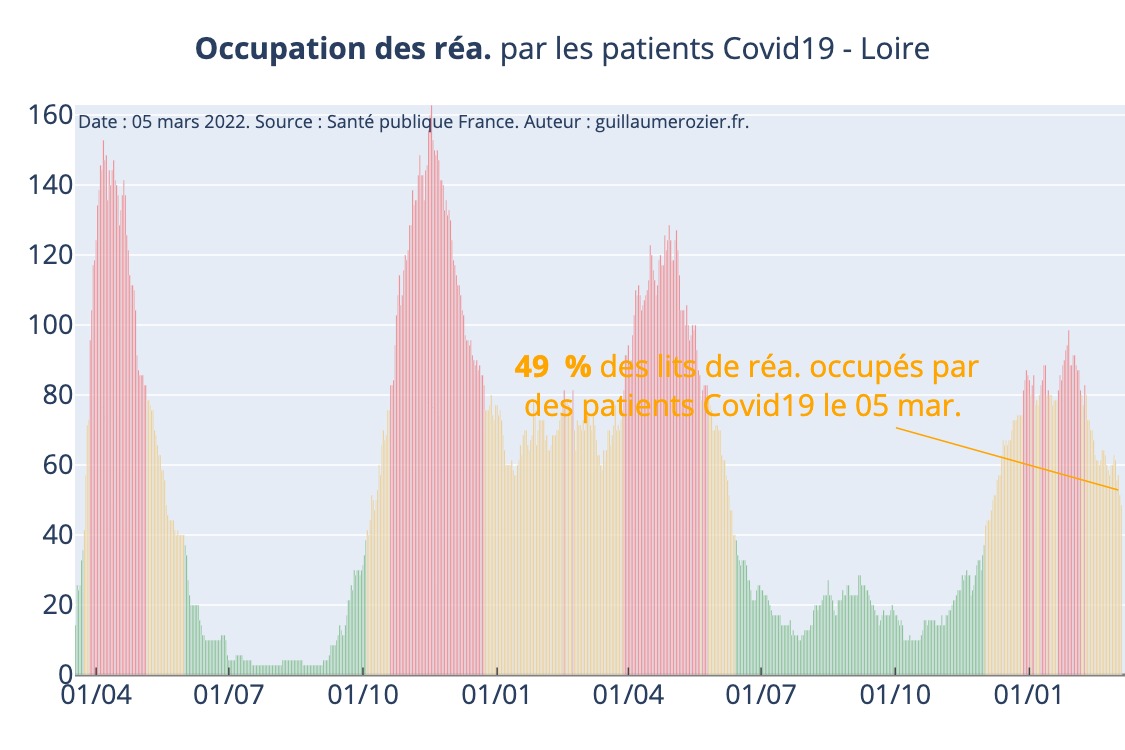 Occupation des réa. par les patients Covid19 - Loire
160
Date : 05 mars 2022. Source : Santé publique France. Auteur : guillaumerozier.fr.
140
120
100
49 % des lits de réa. occupés par
80
des patients Covid19 le 05 mar.
60
40
20
0
01/04 01/07 01/10 01/01 01/04 01/07 01/10 01/01